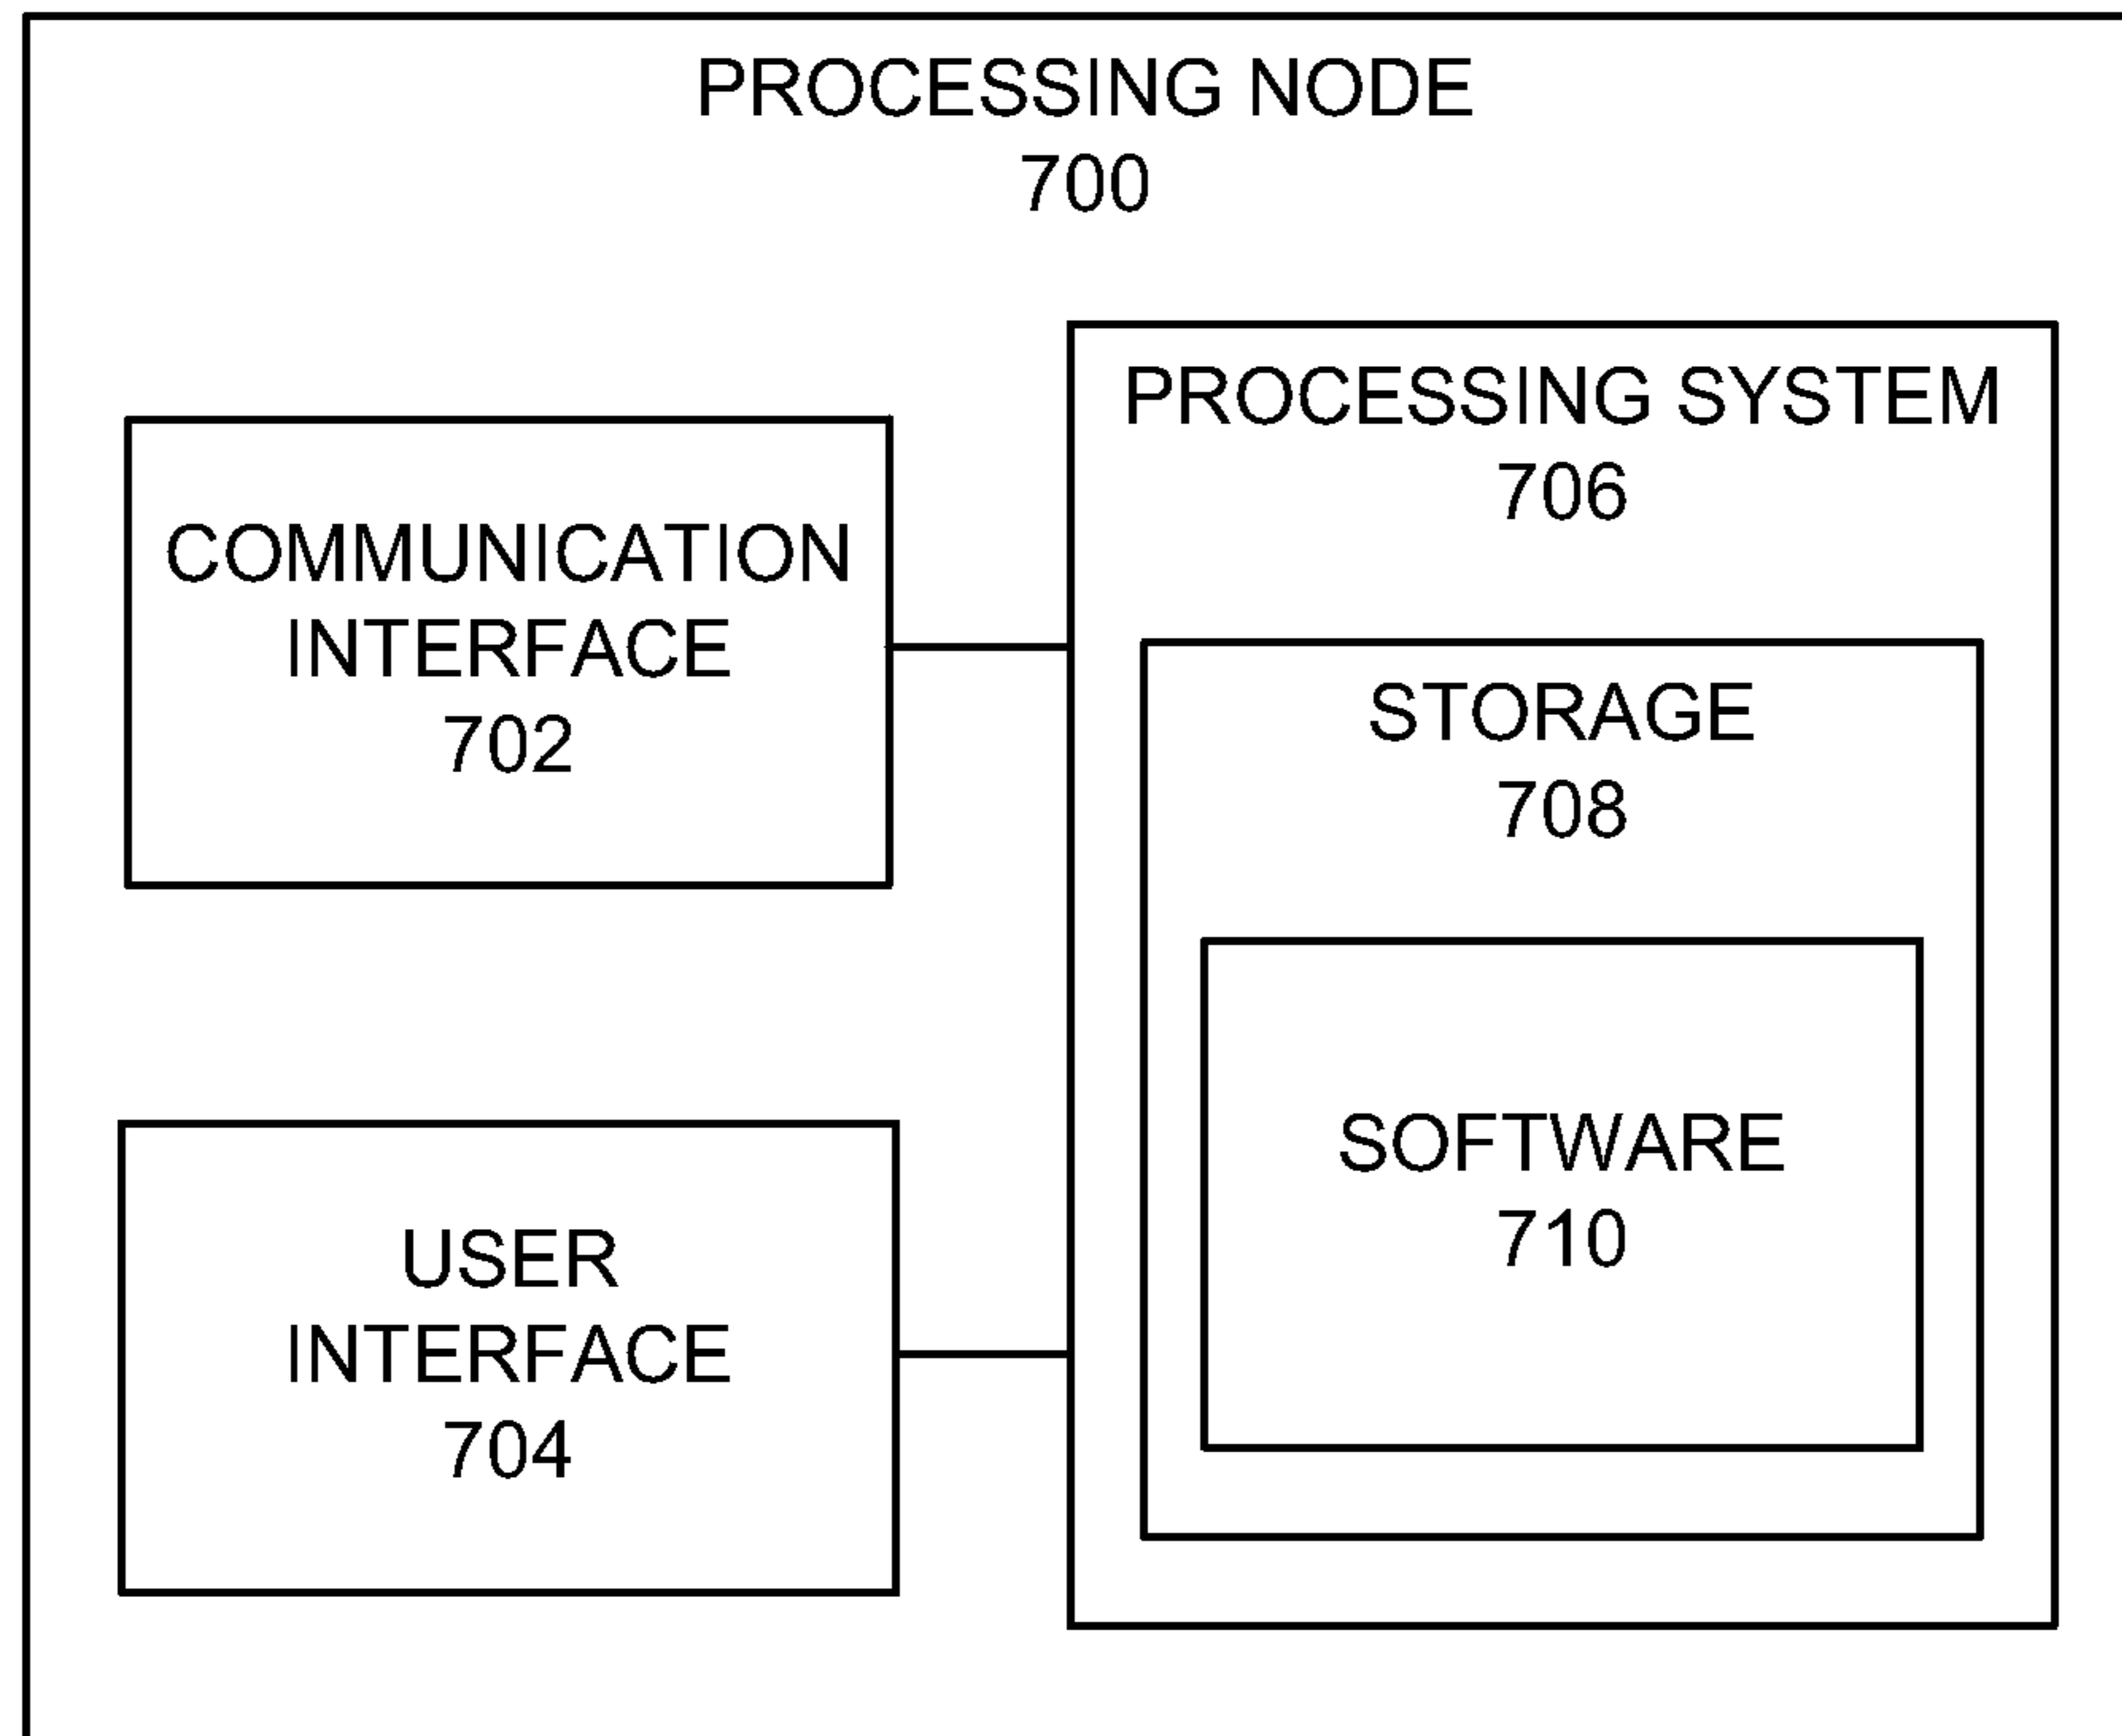 PROCESSING NODE
700
PROCESSING SYSTEM
706
COMMUNICATION
INTERFACE
702
STORAGE
708
SOFTWARE
710
USER
INTERFACE
704